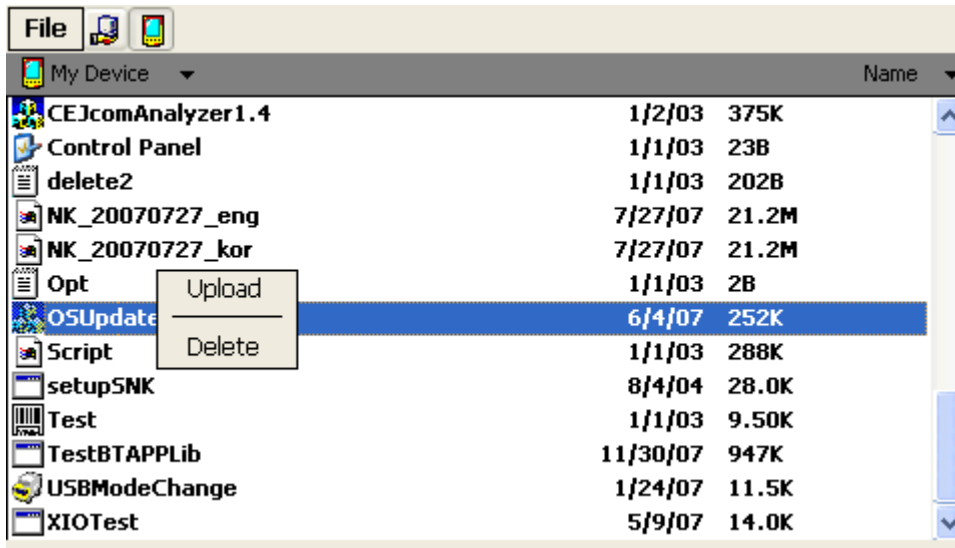 File
My Device Name
CEJcomAnalyzer1.4 1/2/03 375K
Control Panel 1/1/03 23B
delete2 1/1/03 202B
NK_20070727_eng 7/27/07 21.2M
NK_20070727_kor 7/27/07 21.2M
Opt 1/1/03 2B
Upload
OSUpdate 6/4/07 252K
Script 1/1/03 288K
Delete
setupSNK 8/4/04 28.0K
Test 1/1/03 9.50K
TestBTAPPLib 11/30/07 947K
USBModeChange 1/24/07 11.5K
XIOTest 5/9/07 14.0K